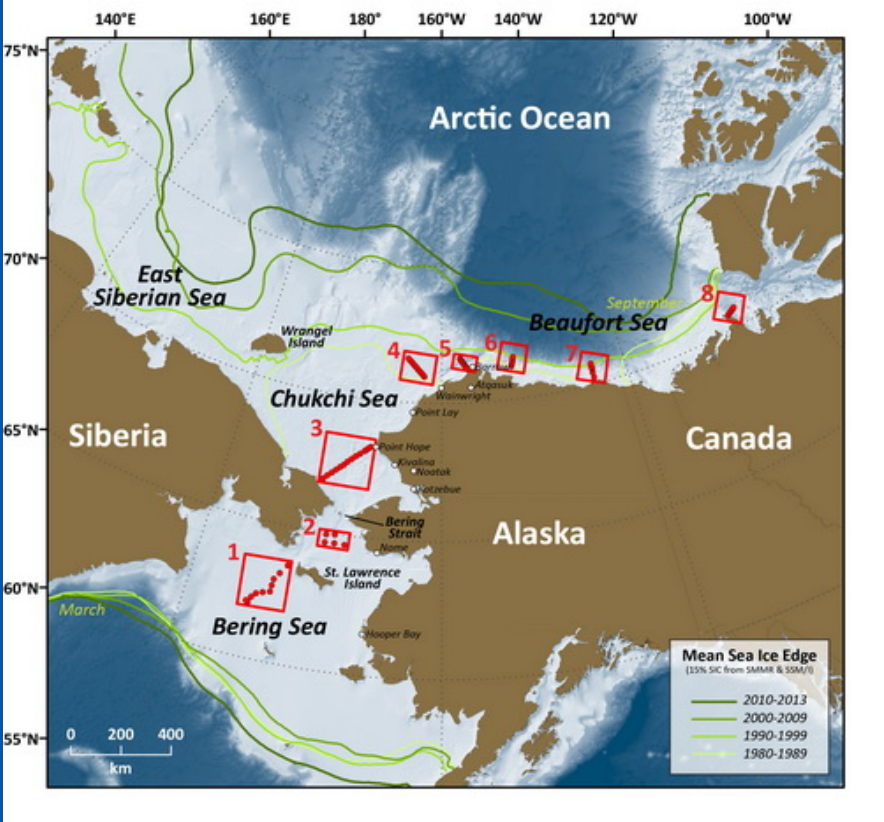 140°E 160°E 180° 160°W 140°W 120°W 100°W
75°N
Arctic Ocean
70°N
East
Siberian Sea
September
8
Beaufort Sea
Wrangel
Island
4 5 6 7
Barrow
Atqasuk
Wainwright
Chukchi Sea
Point Lay
65°N
Siberia
3
Point Hope
Canada
Kivalina
Noatak
Kotzebue
2
Bering
Strait
Alaska
Nome
1
St. Lawrence
Island
60°N
March
Bering Sea
Hooper Bay
Mean Sea Ice Edge
(15% SIC from SMMR & SSM/I)
2010-2013
2000-2009
1990-1999
1980-1989
55°N
0 200 400
km